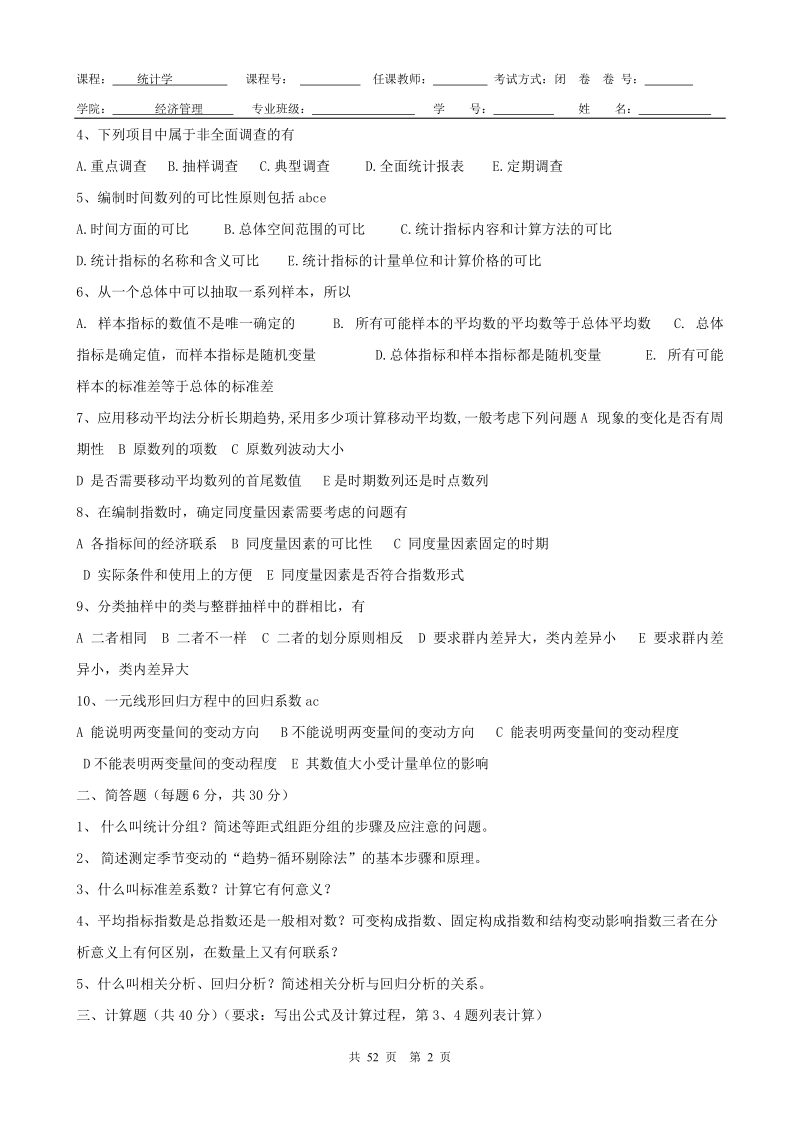 课程： 统计学 课程号： 任课教师： 考试方式：闭 卷 卷 号：
学院： 经济管理 专业班级： 学 号： 姓 名：
4、下列项目中属于非全面调查的有
A.重点调查 B.抽样调查 C.典型调查 D.全面统计报表 E.定期调查
5、编制时间数列的可比性原则包括 abce
A.时间方面的可比 B.总体空间范围的可比 C.统计指标内容和计算方法的可比
D.统计指标的名称和含义可比 E.统计指标的计量单位和计算价格的可比
6、从一个总体中可以抽取一系列样本，所以
A. 样本指标的数值不是唯一确定的 B. 所有可能样本的平均数的平均数等于总体平均数 C. 总体
指标是确定值，而样本指标是随机变量 D.总体指标和样本指标都是随机变量 E. 所有可能
样本的标准差等于总体的标准差
7、应用移动平均法分析长期趋势,采用多少项计算移动平均数,一般考虑下列问题 A 现象的变化是否有周
期性 B 原数列的项数 C 原数列波动大小
D 是否需要移动平均数列的首尾数值 E 是时期数列还是时点数列
8、在编制指数时，确定同度量因素需要考虑的问题有
A 各指标间的经济联系 B 同度量因素的可比性 C 同度量因素固定的时期
D 实际条件和使用上的方便 E 同度量因素是否符合指数形式
9、分类抽样中的类与整群抽样中的群相比，有
A 二者相同 B 二者不一样 C 二者的划分原则相反 D 要求群内差异大，类内差异小 E 要求群内差
异小，类内差异大
10、一元线形回归方程中的回归系数 ac
A 能说明两变量间的变动方向 B 不能说明两变量间的变动方向 C 能表明两变量间的变动程度
D 不能表明两变量间的变动程度 E 其数值大小受计量单位的影响
二、简答题（每题 6 分，共 30 分）
1、 什么叫统计分组？简述等距式组距分组的步骤及应注意的问题。
2、 简述测定季节变动的“趋势-循环剔除法”的基本步骤和原理。
3、什么叫标准差系数？计算它有何意义？
4、平均指标指数是总指数还是一般相对数？可变构成指数、固定构成指数和结构变动影响指数三者在分
析意义上有何区别，在数量上又有何联系？
5、什么叫相关分析、回归分析？简述相关分析与回归分析的关系。
三、计算题（共 40 分）（要求：写出公式及计算过程，第 3、4 题列表计算）
共 52 页 第 2 页